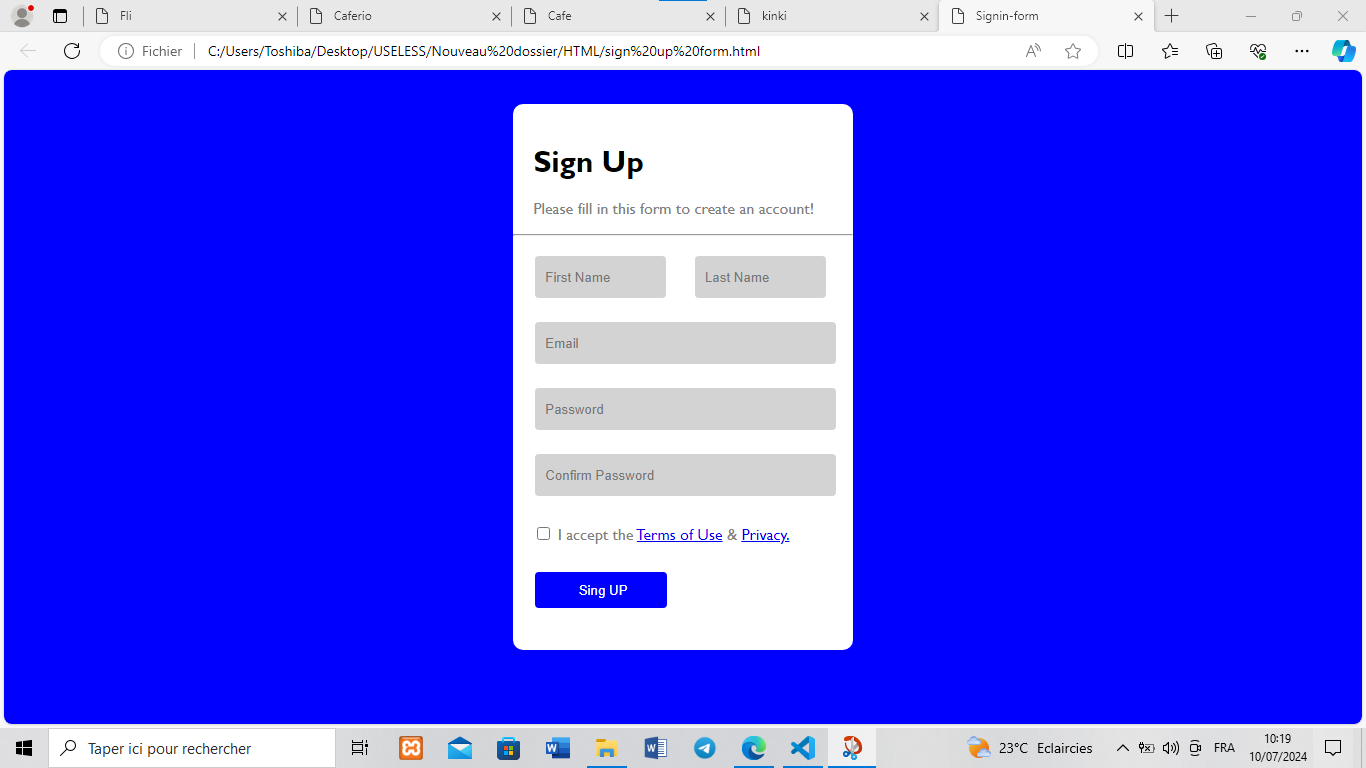 Fli
Caferio
Cafe
kinki
Signin-form
Fichier
C:/Users/Toshiba/Desktop/USELESS/Nouveau%20dossier/HTML/sign%20up%20form.html
Sign Up
Please fill in this form to create an account!
First Name
Last Name
Email
Password
Confirm Password
I accept the Terms of Use & Privacy.
Sing UP
Taper ici pour rechercher
23°C Eclaircies
FRA
10:19
10/07/2024